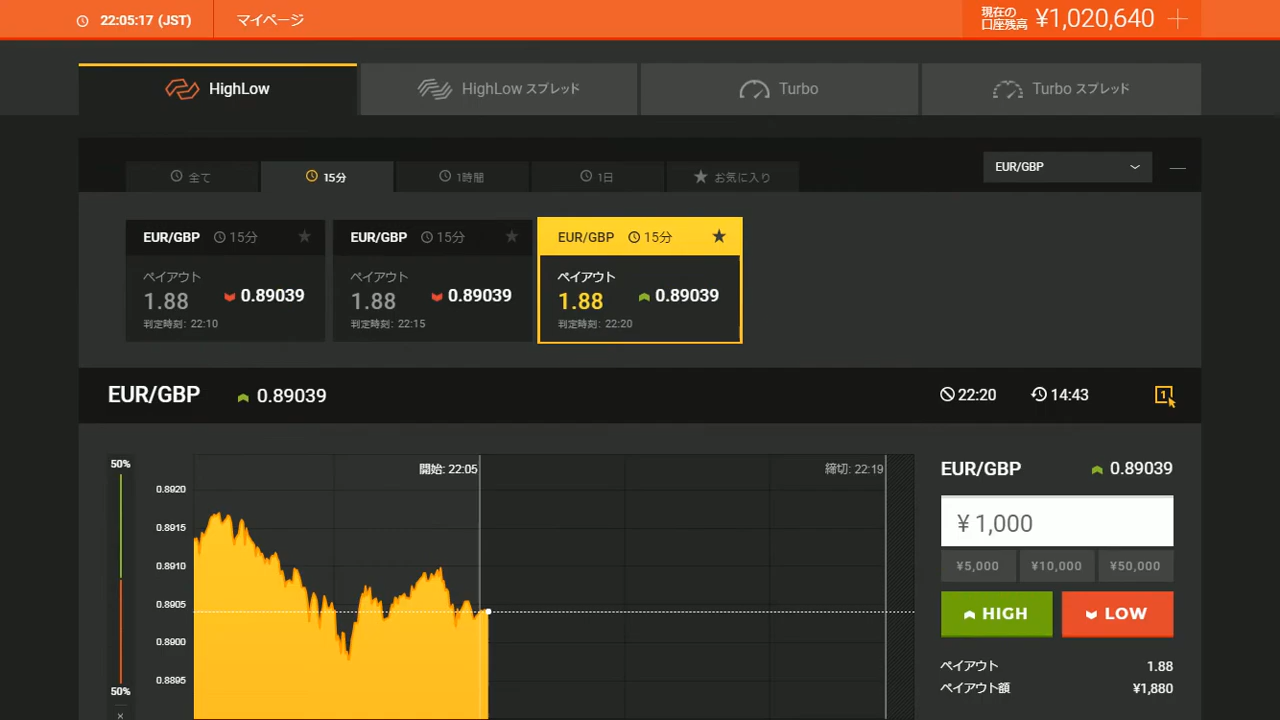 22:05:17 (JST) マイページ 現在の口座残高 ¥1,020,640
HighLow HighLow スプレッド Turbo Turbo スプレッド
全て 15分 1時間 1日 お気に入り EUR/GBP
EUR/GBP 15分 EUR/GBP 15分 EUR/GBP 15分
ペイアウト ペイアウト ペイアウト
1.88 0.89039 1.88 0.89039 1.88 0.89039
判定時刻: 22:10 判定時刻: 22:15 判定時刻: 22:20
EUR/GBP 0.89039 22:20 14:43 1
50% 開始: 22:05 締切: 22:19 EUR/GBP 0.89039
0.8920
0.8915 ¥ 1,000
0.8910 ¥5,000 ¥10,000 ¥50,000
0.8905 HIGH LOW
0.8900
ペイアウト 1.88
0.8895
50% ペイアウト額 ¥1,880